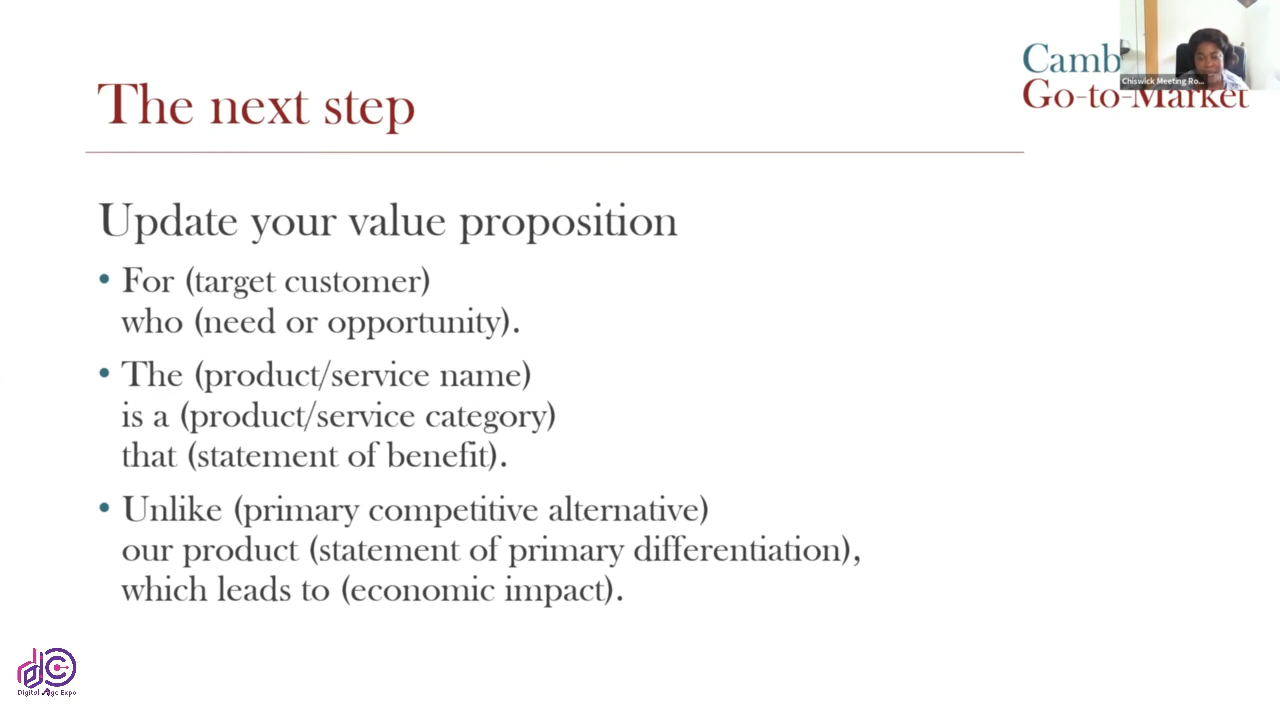 The next step
Camb
Go-to-Market
Chiswick Meeting Ro...
Update your value proposition
• For (target customer)
who (need or opportunity).
• The (product/service name)
is a (product/service category)
that (statement of benefit).
• Unlike (primary competitive alternative)
our product (statement of primary differentiation),
which leads to (economic impact).
Digital Age Expo